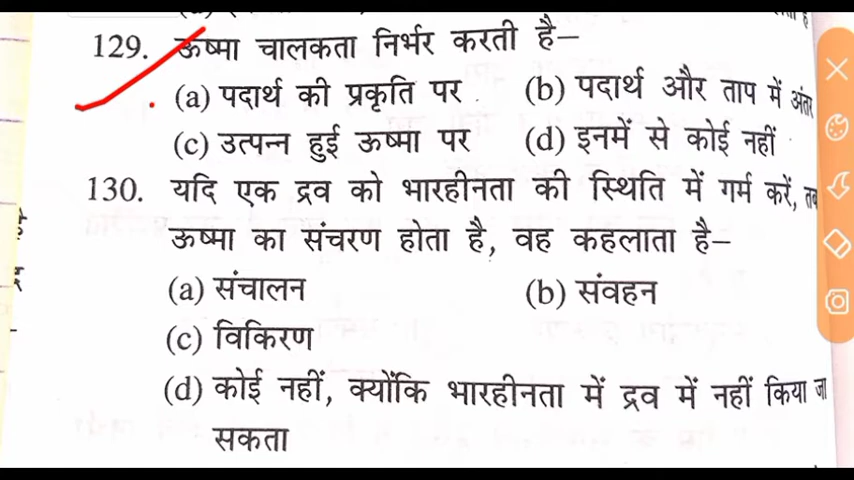 129. ऊष्मा चालकता निर्भर करती है–
(a) पदार्थ की प्रकृति पर (b) पदार्थ और ताप में अंतर
(c) उत्पन्न हुई ऊष्मा पर (d) इनमें से कोई नहीं
130. यदि एक द्रव को भारहीनता की स्थिति में गर्म करें, तब
ऊष्मा का संचरण होता है, वह कहलाता है–
(a) संचालन (b) संवहन
(c) विकिरण
(d) कोई नहीं, क्योंकि भारहीनता में द्रव में नहीं किया जा
सकता